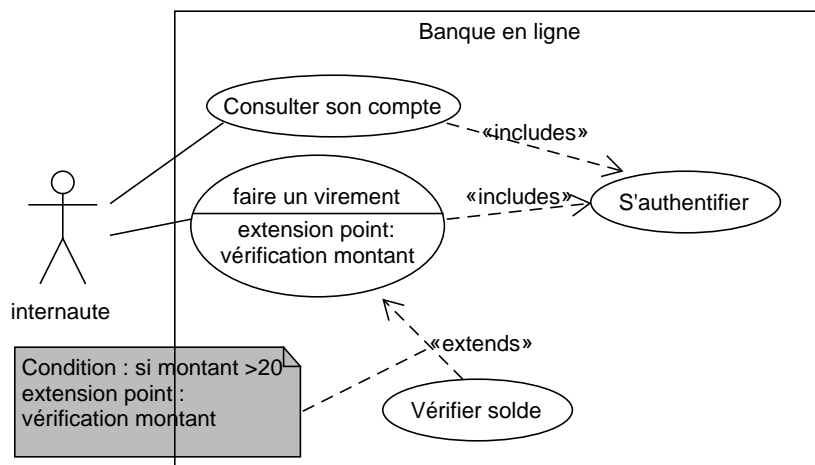 Banque en ligne
Consulter son compte
«includes»
faire un virement
extension point:
vérification montant
«includes»
S'authentifier
internaute
«extends»
Condition : si montant >20
extension point :
vérification montant
Vérifier solde